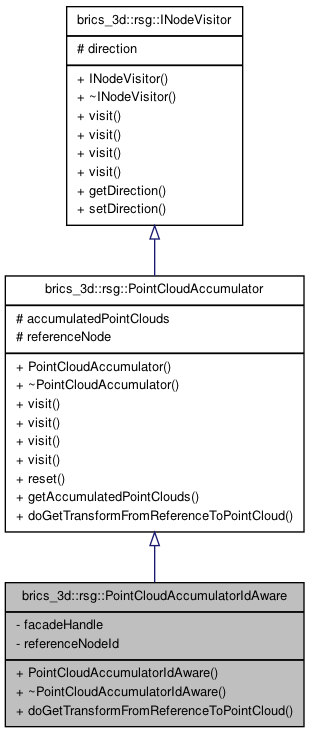 brics_3d::rsg::INodeVisitor
# direction
+ INodeVisitor()
+ ~INodeVisitor()
+ visit()
+ visit()
+ visit()
+ visit()
+ getDirection()
+ setDirection()
brics_3d::rsg::PointCloudAccumulator
# accumulatedPointClouds
# referenceNode
+ PointCloudAccumulator()
+ ~PointCloudAccumulator()
+ visit()
+ visit()
+ visit()
+ visit()
+ reset()
+ getAccumulatedPointClouds()
+ doGetTransformFromReferenceToPointCloud()
brics_3d::rsg::PointCloudAccumulatorIdAware
- facadeHandle
- referenceNodeId
+ PointCloudAccumulatorIdAware()
+ ~PointCloudAccumulatorIdAware()
+ doGetTransformFromReferenceToPointCloud()